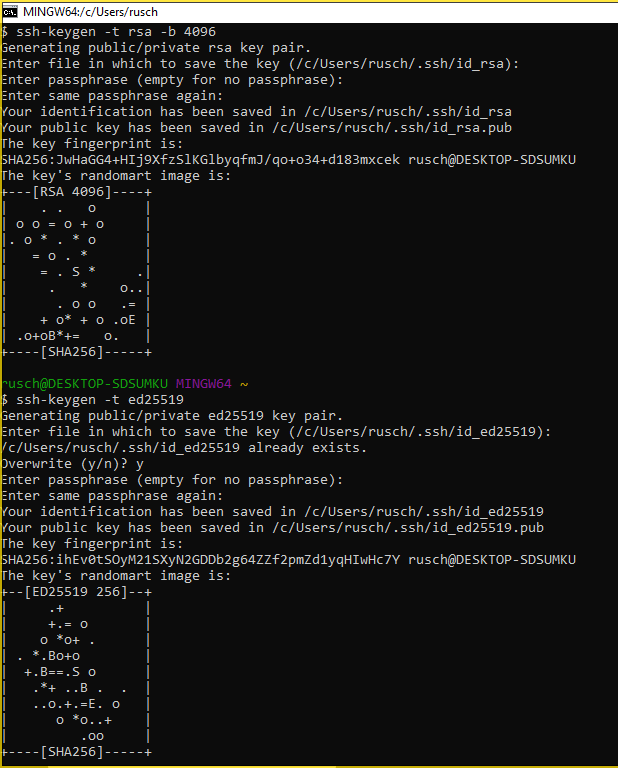 MINGW64:/c/Users/rusch
$ ssh-keygen -t rsa -b 4096
Generating public/private rsa key pair.
Enter file in which to save the key (/c/Users/rusch/.ssh/id_rsa):
Enter passphrase (empty for no passphrase):
Enter same passphrase again:
Your identification has been saved in /c/Users/rusch/.ssh/id_rsa
Your public key has been saved in /c/Users/rusch/.ssh/id_rsa.pub
The key fingerprint is:
SHA256:JwHaGG4+HIj9XfzSlKGlbyqfmJ/qo+o34+d183mxcek rusch@DESKTOP-SDSUMKU
The key's randomart image is:
+---[RSA 4096]----+
|    . .   o      |
| o o = o + o     |
|. o * . * o      |
|   = o . *       |
|    = . S *     .|
|     .   *    o..|
|      . o o   .= |
|    + o* + o .oE |
| .o+oB*+=   o.   |
+----[SHA256]-----+
rusch@DESKTOP-SDSUMKU MINGW64 ~
$ ssh-keygen -t ed25519
Generating public/private ed25519 key pair.
Enter file in which to save the key (/c/Users/rusch/.ssh/id_ed25519):
/c/Users/rusch/.ssh/id_ed25519 already exists.
Overwrite (y/n)? y
Enter passphrase (empty for no passphrase):
Enter same passphrase again:
Your identification has been saved in /c/Users/rusch/.ssh/id_ed25519
Your public key has been saved in /c/Users/rusch/.ssh/id_ed25519.pub
The key fingerprint is:
SHA256:ihEv0tSOyM21SXyN2GDDb2g64ZZf2pmZd1yqHIwHc7Y rusch@DESKTOP-SDSUMKU
The key's randomart image is:
+--[ED25519 256]--+
|     .+          |
|     +.= o       |
|    o *o+ .      |
| . *.Bo+o        |
|  +.B==.S o      |
|   .*+ ..B .  .  |
|   ..o.+.=E. o   |
|      o *o..+    |
|         .oo     |
+----[SHA256]-----+